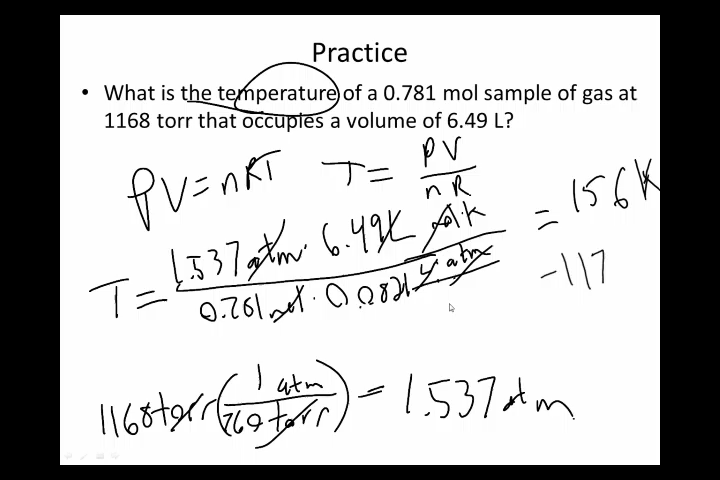 Practice
• What is the temperature of a 0.781 mol sample of gas at
1168 torr that occupies a volume of 6.49 L?
PV = nRT T = PV / nR
T = 1.537 atm · 6.49 L mol·K / 0.781 mol · 0.0821 L·atm = 156 K
-117
1168 torr ( 1 atm / 760 torr ) = 1.537 atm